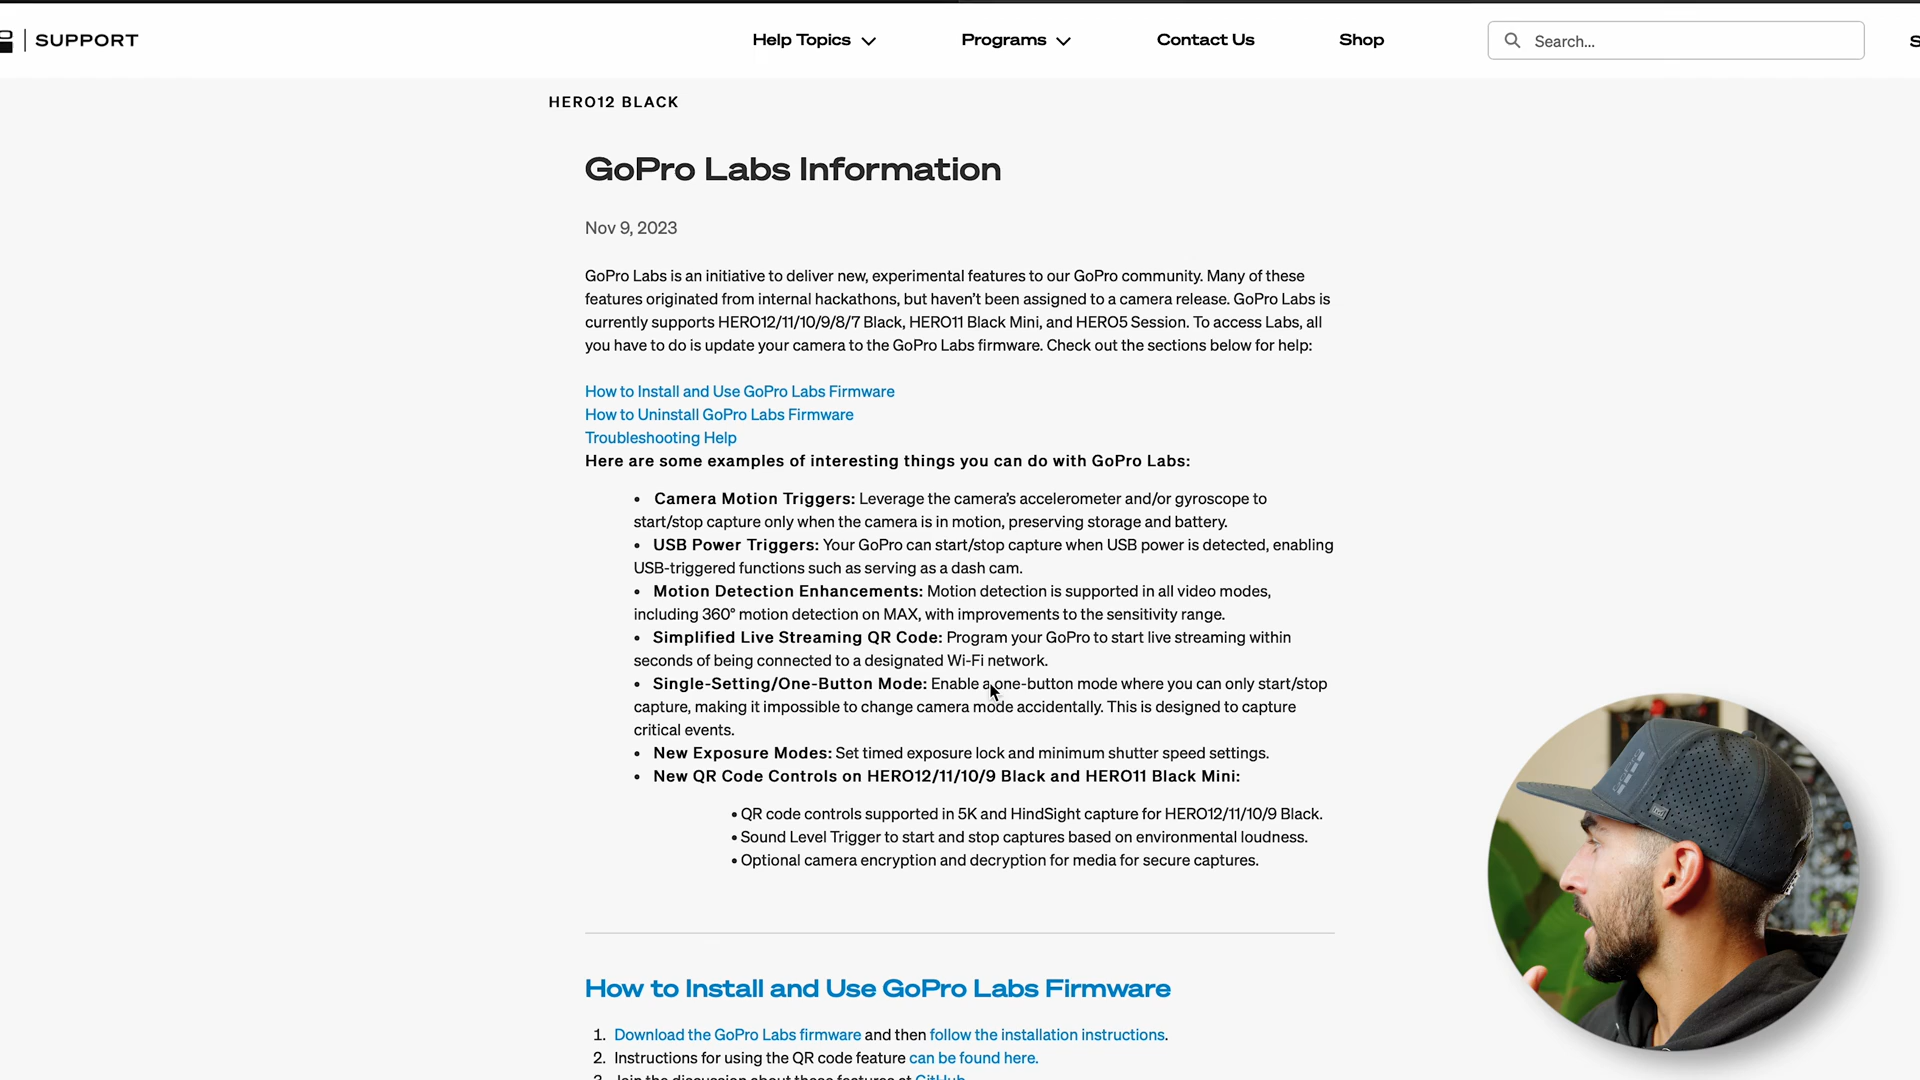 SUPPORT
Help Topics
Programs
Contact Us
Shop
Search...
HERO12 BLACK
GoPro Labs Information
Nov 9, 2023
GoPro Labs is an initiative to deliver new, experimental features to our GoPro community. Many of these
features originated from internal hackathons, but haven't been assigned to a camera release. GoPro Labs is
currently supports HERO12/11/10/9/8/7 Black, HERO11 Black Mini, and HERO5 Session. To access Labs, all
you have to do is update your camera to the GoPro Labs firmware. Check out the sections below for help:
How to Install and Use GoPro Labs Firmware
How to Uninstall GoPro Labs Firmware
Troubleshooting Help
Here are some examples of interesting things you can do with GoPro Labs:
• Camera Motion Triggers: Leverage the camera's accelerometer and/or gyroscope to
start/stop capture only when the camera is in motion, preserving storage and battery.
• USB Power Triggers: Your GoPro can start/stop capture when USB power is detected, enabling
USB-triggered functions such as serving as a dash cam.
• Motion Detection Enhancements: Motion detection is supported in all video modes,
including 360° motion detection on MAX, with improvements to the sensitivity range.
• Simplified Live Streaming QR Code: Program your GoPro to start live streaming within
seconds of being connected to a designated Wi-Fi network.
• Single-Setting/One-Button Mode: Enable a one-button mode where you can only start/stop
capture, making it impossible to change camera mode accidentally. This is designed to capture
critical events.
• New Exposure Modes: Set timed exposure lock and minimum shutter speed settings.
• New QR Code Controls on HERO12/11/10/9 Black and HERO11 Black Mini:
• QR code controls supported in 5K and HindSight capture for HERO12/11/10/9 Black.
• Sound Level Trigger to start and stop captures based on environmental loudness.
• Optional camera encryption and decryption for media for secure captures.
How to Install and Use GoPro Labs Firmware
1. Download the GoPro Labs firmware and then follow the installation instructions.
2. Instructions for using the QR code feature can be found here.
3. Join the discussion about these features at GitHub.